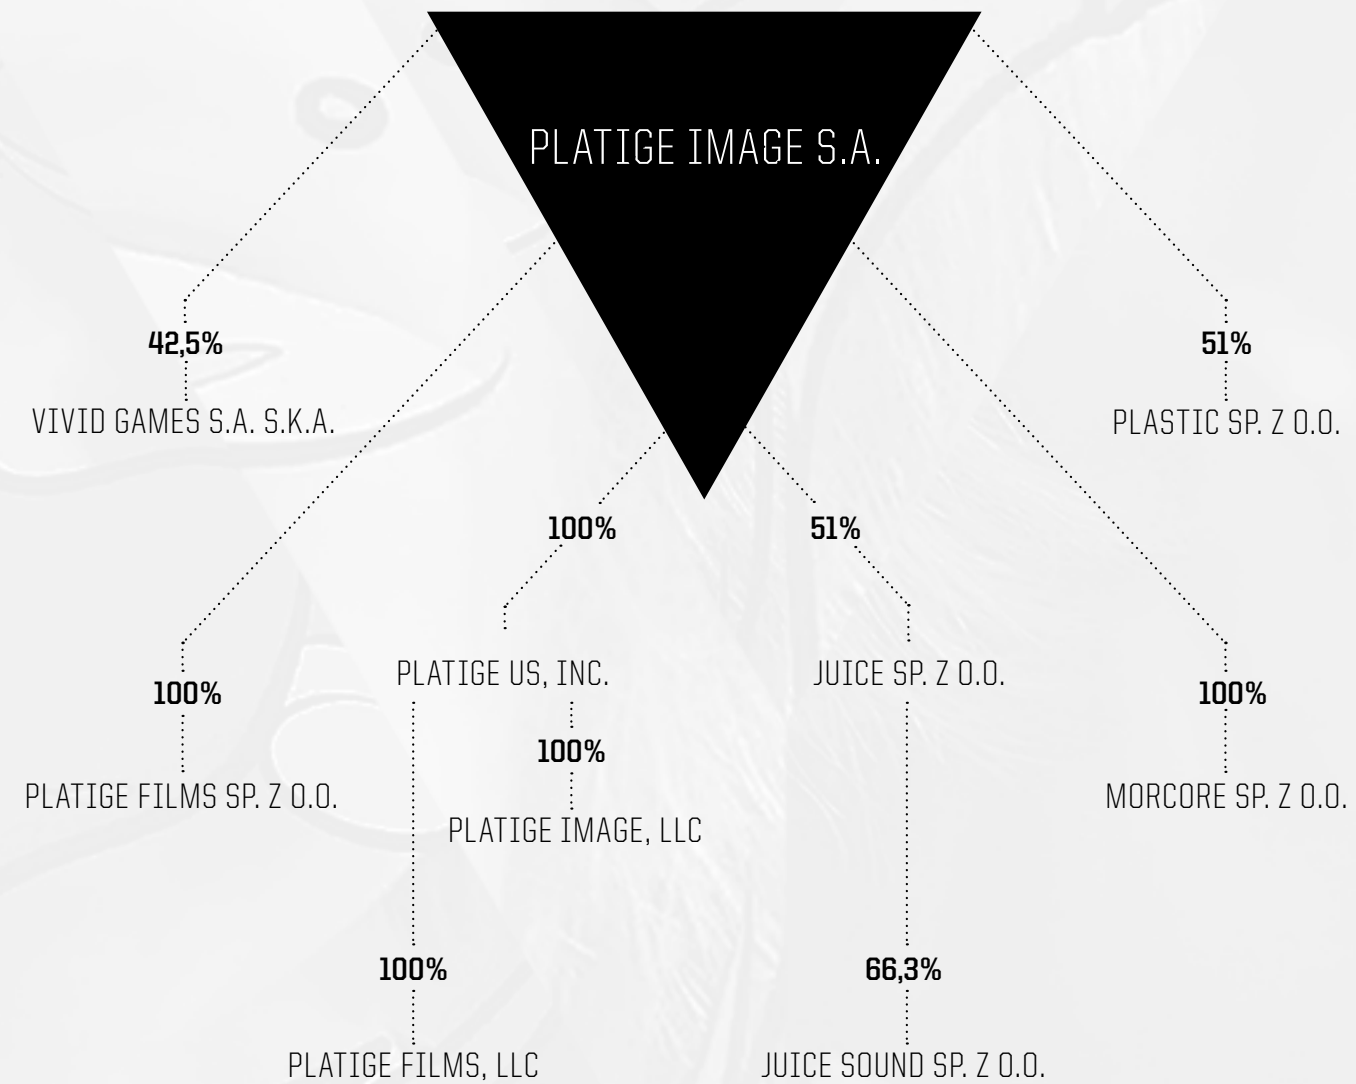 PLATIGE IMAGE S.A.
42,5%
51%
VIVID GAMES S.A. S.K.A.
PLASTIC SP. Z O.O.
100%
51%
PLATIGE US, INC.
JUICE SP. Z O.O.
100%
100%
100%
PLATIGE FILMS SP. Z O.O.
MORCORE SP. Z O.O.
PLATIGE IMAGE, LLC
100%
66,3%
PLATIGE FILMS, LLC
JUICE SOUND SP. Z O.O.